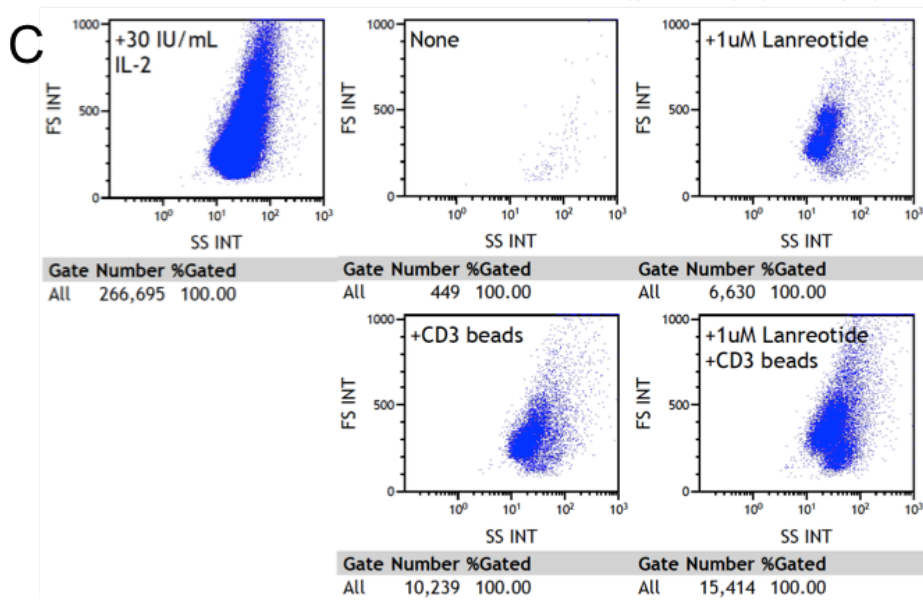 C
+30 IU/mL
IL-2
1000
500
0
FS INT
10⁰ 10¹ 10² 10³
SS INT
Gate Number %Gated
All 266,695 100.00
None
1000
500
0
FS INT
10⁰ 10¹ 10² 10³
SS INT
Gate Number %Gated
All 449 100.00
+1uM Lanreotide
1000
500
0
FS INT
10⁰ 10¹ 10² 10³
SS INT
Gate Number %Gated
All 6,630 100.00
+CD3 beads
1000
500
0
FS INT
10⁰ 10¹ 10² 10³
SS INT
Gate Number %Gated
All 10,239 100.00
+1uM Lanreotide
+CD3 beads
1000
500
0
FS INT
10⁰ 10¹ 10² 10³
SS INT
Gate Number %Gated
All 15,414 100.00